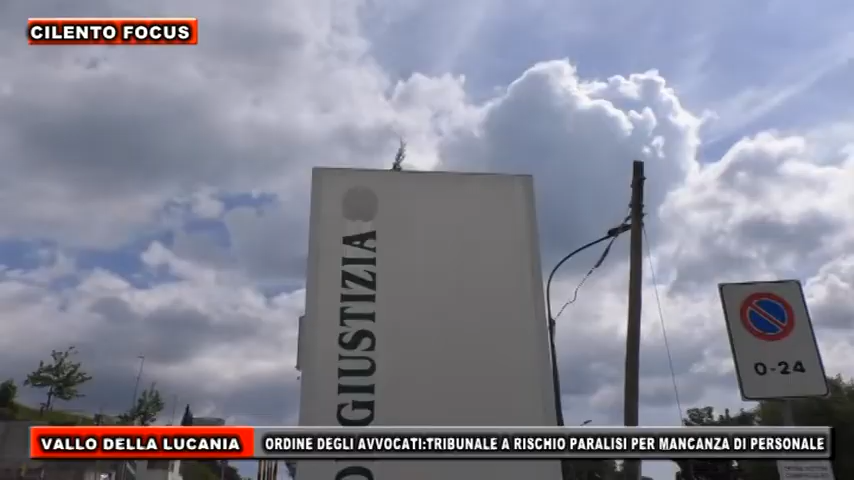 CILENTO FOCUS
GIUSTIZIA
0-24
VALLO DELLA LUCANIA
ORDINE DEGLI AVVOCATI:TRIBUNALE A RISCHIO PARALISI PER MANCANZA DI PERSONALE